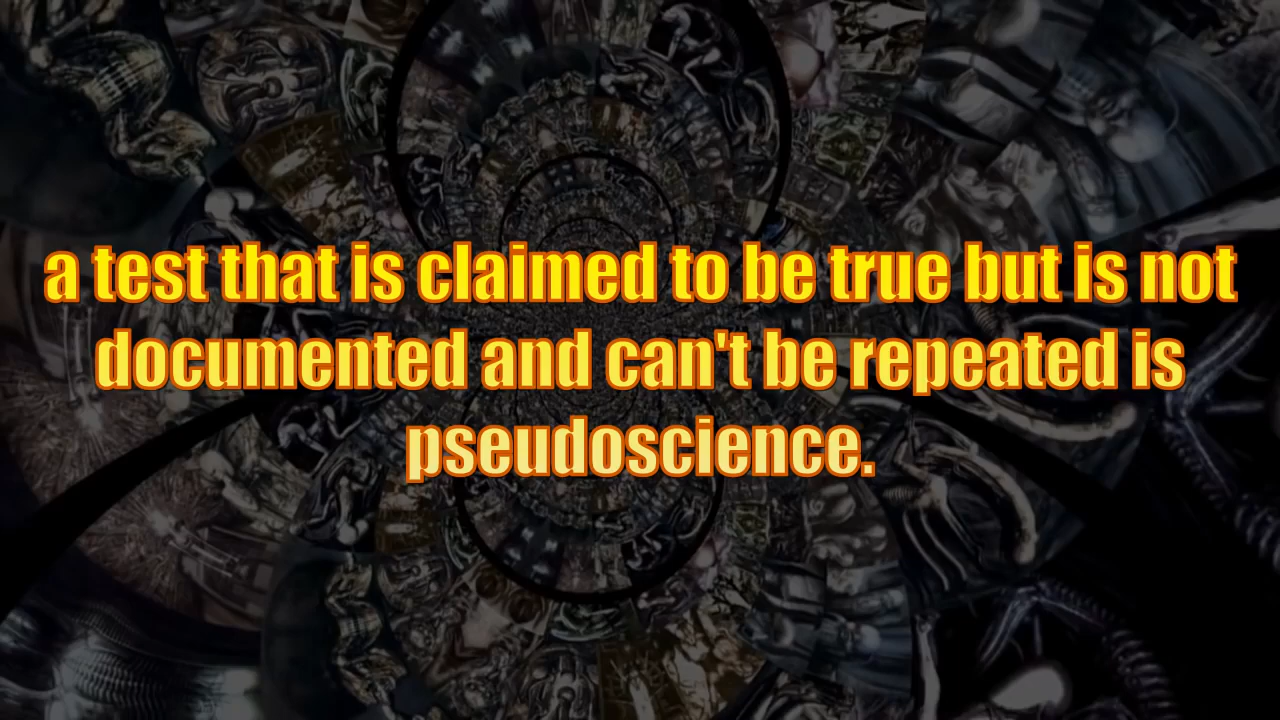 a test that is claimed to be true but is not
documented and can't be repeated is
pseudoscience.